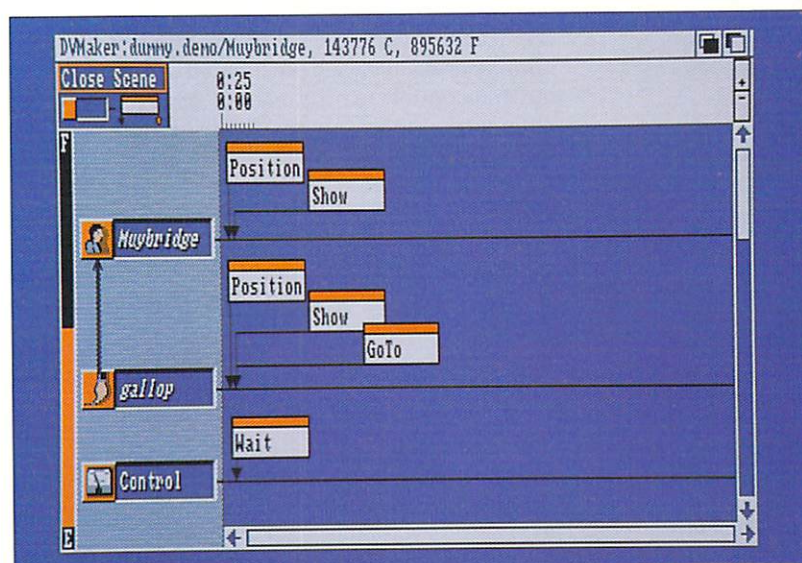 DVMaker:dummy.demo/Muybridge, 143776 C, 895632 F
Close Scene
0:25
0:00
+
-
F
Position
Show
Muybridge
Position
Show
GoTo
gallop
Wait
Control
E